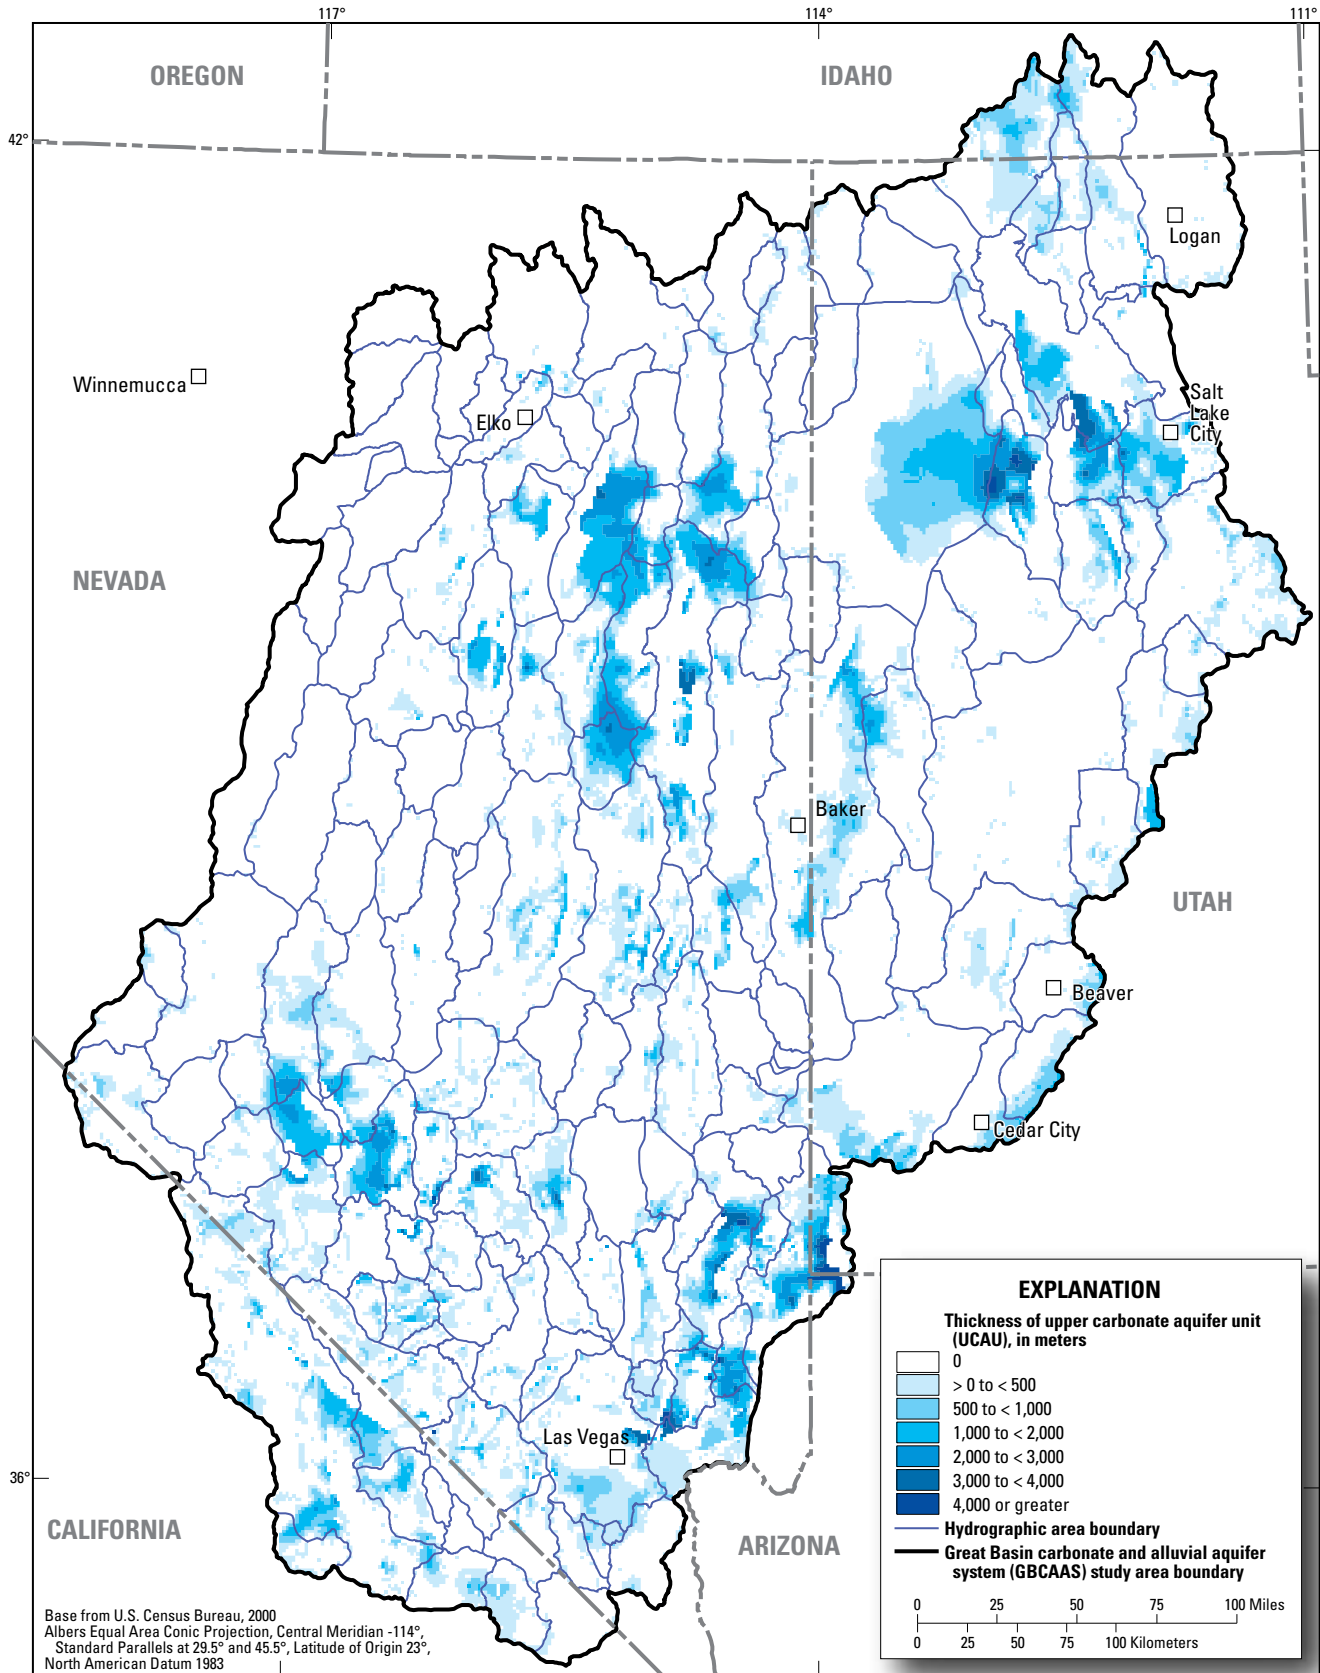 117°
114°
111°
OREGON
IDAHO
42°
Logan
Winnemucca
Elko
Salt
Lake
City
NEVADA
Baker
UTAH
Beaver
Cedar City
Las Vegas
36°
CALIFORNIA
ARIZONA
EXPLANATION
Thickness of upper carbonate aquifer unit
(UCAU), in meters
0
> 0 to < 500
500 to < 1,000
1,000 to < 2,000
2,000 to < 3,000
3,000 to < 4,000
4,000 or greater
Hydrographic area boundary
Great Basin carbonate and alluvial aquifer
system (GBCAAS) study area boundary
0 25 50 75 100 Miles
0 25 50 75 100 Kilometers
Base from U.S. Census Bureau, 2000
Albers Equal Area Conic Projection, Central Meridian -114°,
Standard Parallels at 29.5° and 45.5°, Latitude of Origin 23°,
North American Datum 1983